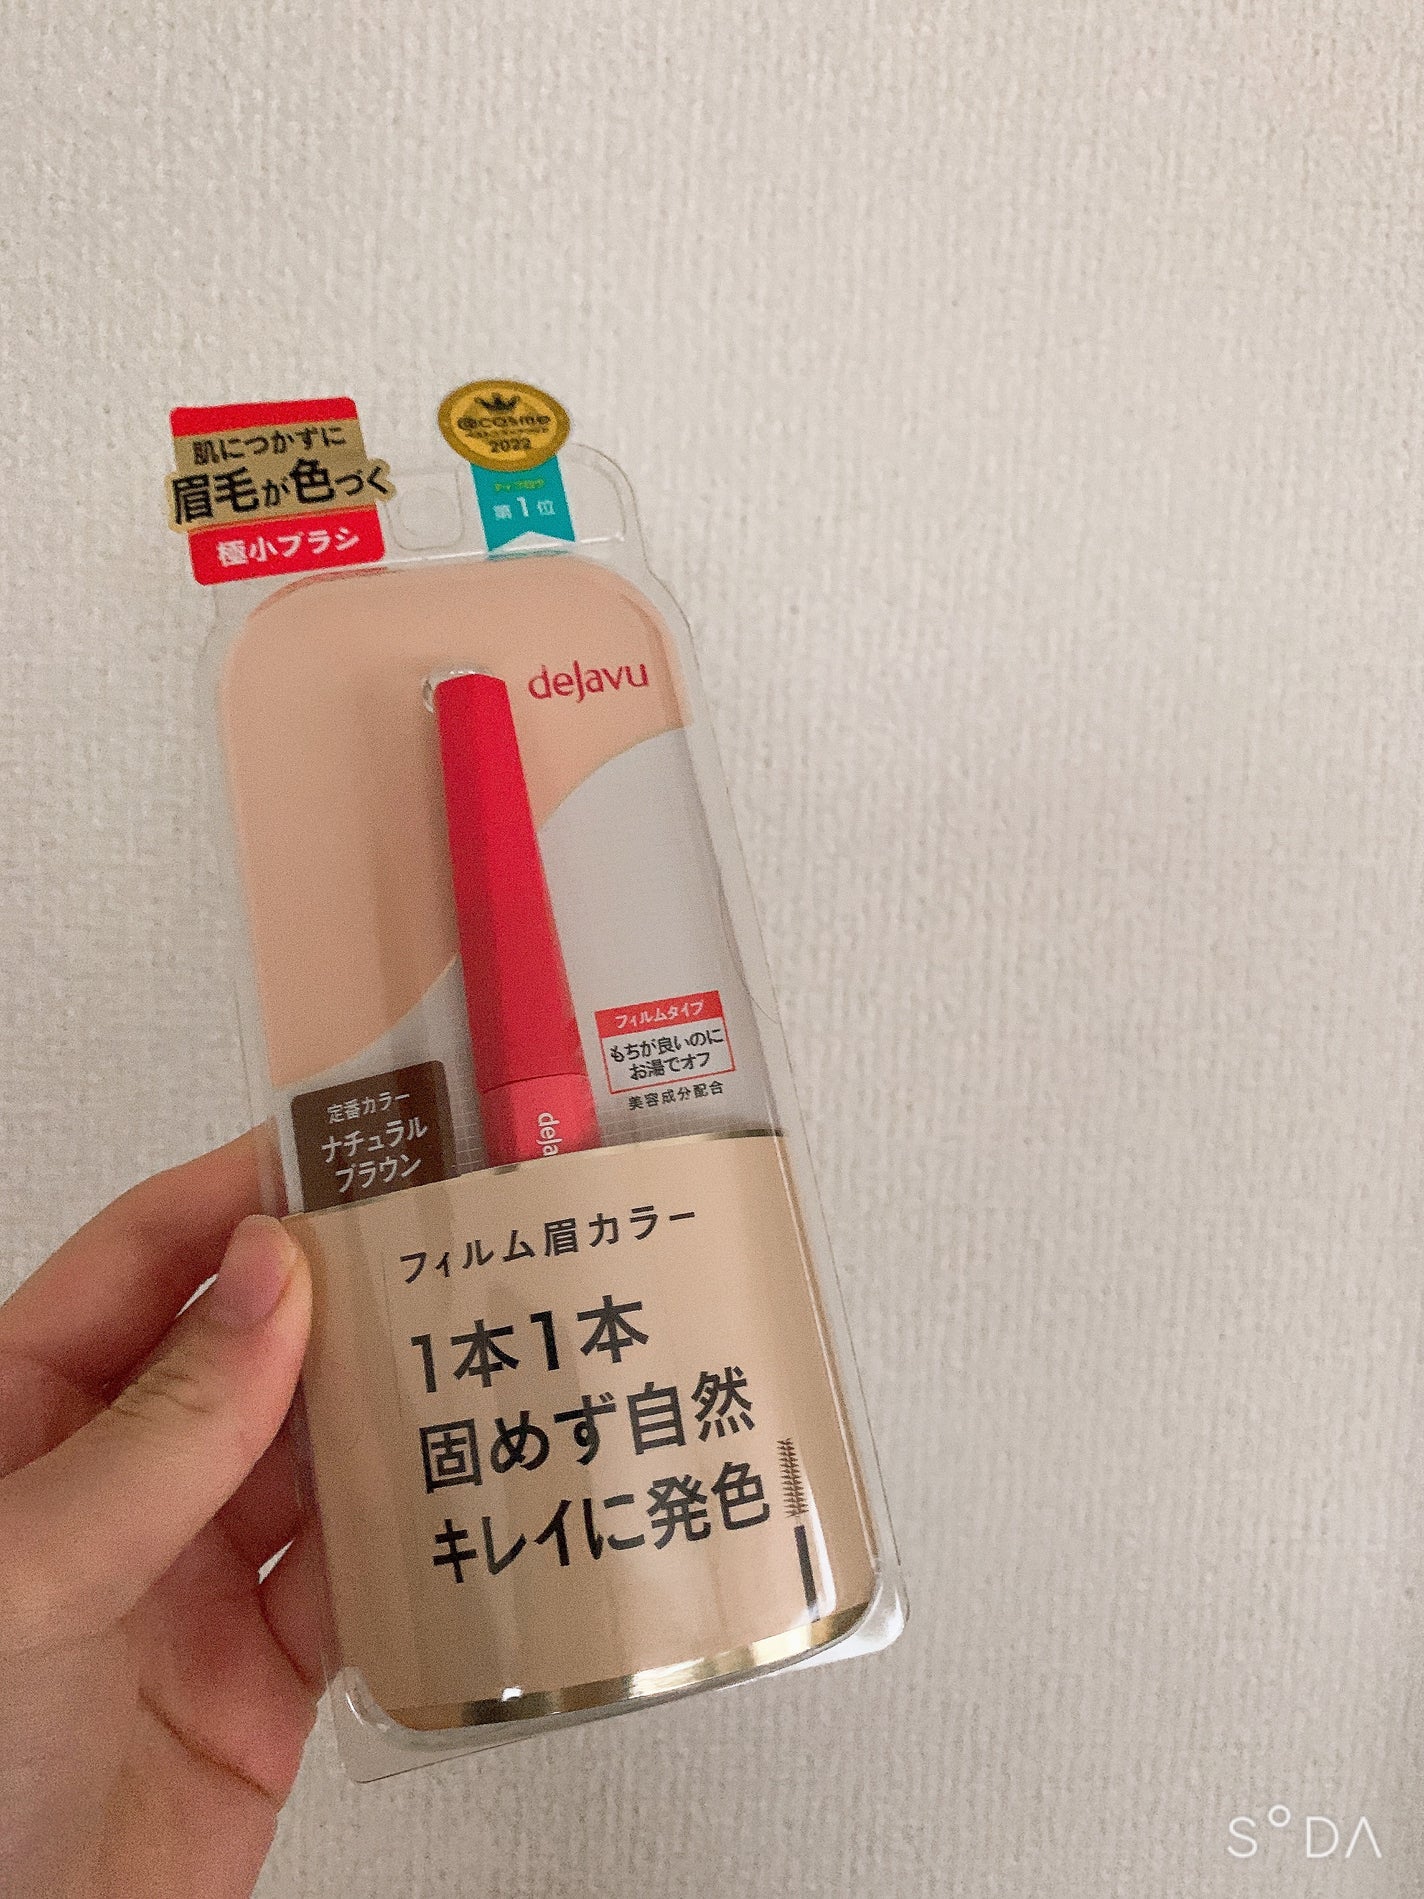 肌につかずに
眉毛が色づく
極小ブラシ
@cosme
2022
第1位
dejavu
フィルムタイプ
もちが良いのに
お湯でオフ
美容成分配合
定番カラー
ナチュラル
ブラウン
deja
フィルム眉カラー
1本1本
固めず自然
キレイに発色
SODA